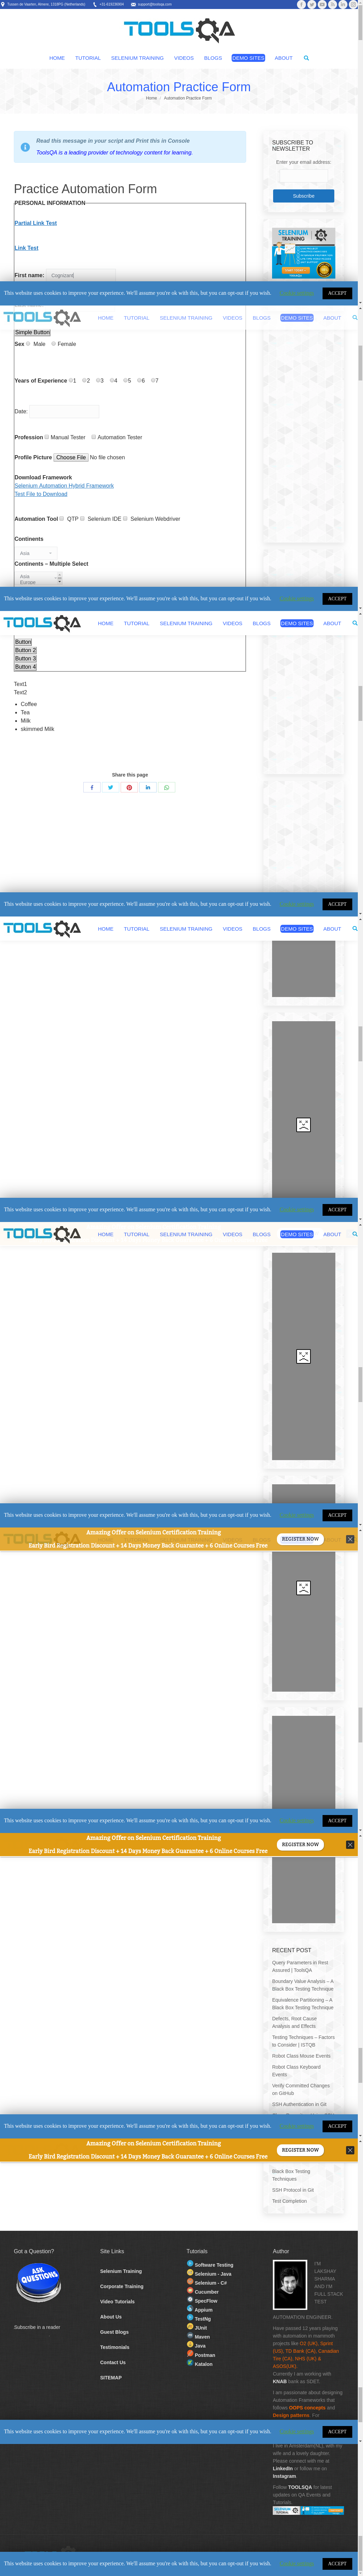 Tussen de Vaarten, Almere, 1318PG (Netherlands)
support@toolsqa.com
TOOLSQA
HOME TUTORIAL SELENIUM TRAINING VIDEOS BLOGS DEMO SITES ABOUT
Automation Practice Form
Home Automation Practice Form
Read this message in your script and Print this in Console
ToolsQA is a leading provider of technology content for learning.
SUBSCRIBE TO NEWSLETTER
Enter your email address:
Subscribe
SELENIUM TRAINING
Practice Automation Form
PERSONAL INFORMATION
Partial Link Test
Link Test
First name: Cognizant
This website uses cookies to improve your experience. We'll assume you're ok with this, but you can opt-out if you wish. ACCEPT
TOOLSQA HOME TUTORIAL SELENIUM TRAINING VIDEOS BLOGS DEMO SITES ABOUT
Simple Button
Sex Male Female
Years of Experience 1 2 3 4 5 6 7
Date:
Profession Manual Tester Automation Tester
Profile Picture Choose File No file chosen
Download Framework
Selenium Automation Hybrid Framework
Test File to Download
Automation Tool QTP Selenium IDE Selenium Webdriver
Continents
Asia
Continents – Multiple Select
Asia
Europe
This website uses cookies to improve your experience. We'll assume you're ok with this, but you can opt-out if you wish. ACCEPT
TOOLSQA HOME TUTORIAL SELENIUM TRAINING VIDEOS BLOGS DEMO SITES ABOUT
Button
Button 2
Button 3
Button 4
Text1
Text2
Coffee
Tea
Milk
skimmed Milk
Share this page
This website uses cookies to improve your experience. We'll assume you're ok with this, but you can opt-out if you wish. ACCEPT
TOOLSQA HOME TUTORIAL SELENIUM TRAINING VIDEOS BLOGS DEMO SITES ABOUT
This website uses cookies to improve your experience. We'll assume you're ok with this, but you can opt-out if you wish. ACCEPT
TOOLSQA HOME TUTORIAL SELENIUM TRAINING VIDEOS BLOGS DEMO SITES ABOUT
This website uses cookies to improve your experience. We'll assume you're ok with this, but you can opt-out if you wish. ACCEPT
Amazing Offer on Selenium Certification Training
Early Bird Registration Discount + 14 Days Money Back Guarantee + 6 Online Courses Free
REGISTER NOW
This website uses cookies to improve your experience. We'll assume you're ok with this, but you can opt-out if you wish. ACCEPT
Amazing Offer on Selenium Certification Training
Early Bird Registration Discount + 14 Days Money Back Guarantee + 6 Online Courses Free
REGISTER NOW
RECENT POST
Query Parameters in Rest Assured | ToolsQA
Boundary Value Analysis – A Black Box Testing Technique
Equivalence Partitioning – A Black Box Testing Technique
Defects, Root Cause Analysis and Effects
Testing Techniques – Factors to Consider | ISTQB
Robot Class Mouse Events
Robot Class Keyboard Events
Verify Committed Changes on GitHub
SSH Authentication in Git
This website uses cookies to improve your experience. We'll assume you're ok with this, but you can opt-out if you wish. ACCEPT
Amazing Offer on Selenium Certification Training
Early Bird Registration Discount + 14 Days Money Back Guarantee + 6 Online Courses Free
REGISTER NOW
Black Box Testing Techniques
SSH Protocol in Git
Test Completion
Got a Question?
ASK QUESTIONS
Subscribe in a reader
Site Links
Selenium Training
Corporate Training
Video Tutorials
About Us
Guest Blogs
Testimonials
Contact Us
SITEMAP
Tutorials
Software Testing
Selenium - Java
Selenium - C#
Cucumber
SpecFlow
Appium
TestNg
JUnit
Maven
Java
Postman
Katalon
Author
I'M LAKSHAY SHARMA AND I'M FULL STACK TEST AUTOMATION ENGINEER.
Have passed 12 years playing with automation in mammoth projects like O2 (UK), Sprint (US), TD Bank (CA), Canadian Tire (CA), NHS (UK) & ASOS(UK).
Currently I am working with KNAB bank as SDET.
I am passionate about designing Automation Frameworks that follows OOPS concepts and Design patterns. For
This website uses cookies to improve your experience. We'll assume you're ok with this, but you can opt-out if you wish. ACCEPT
I live in Amsterdam(NL), with my wife and a lovely daughter. Please connect with me at LinkedIn or follow me on Instagram.
Follow TOOLSQA for latest updates on QA Events and Tutorials.
This website uses cookies to improve your experience. We'll assume you're ok with this, but you can opt-out if you wish. ACCEPT